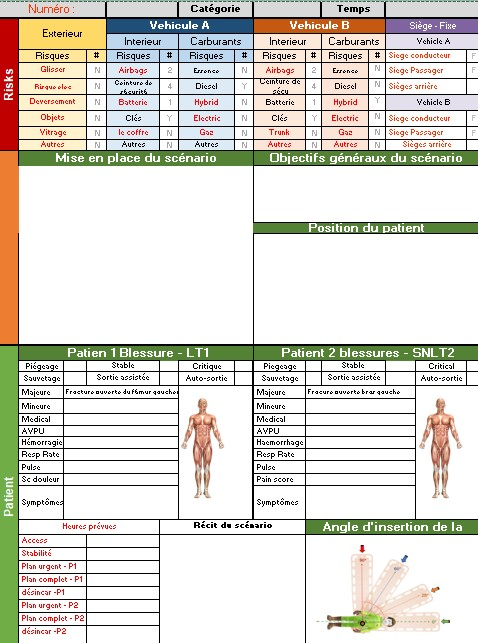 Numéro : Catégorie Temps
Risks
Exterieur Vehicule A Vehicule B Siège - Fixe
Interieur Carburants Interieur Carburants Vehicle A
Risques # Risques # Risques # Risques # Risques # Siege conducteur F
Glisser N Airbags 2 Essence N Airbags 2 Essence N Siege Passager F
Risque elec N Ceinture de sécurité 4 Diesel Y Ceinture de sécu 4 Diesel N Sièges arrière
Deversement N Batterie 1 Hybrid N Batterie 1 Hybrid Y Vehicule B
Objets N Clés Y Electric N Clés Y Electric N Siege conducteur F
Vitrage N le coffre N Gaz N Trunk N Gaz N Siege Passager F
Autres N Autres N Autres N Autres N Autres N Sièges arrière
Mise en place du scénario Objectifs généraux du scénario
Position du patient
Patient
Patien 1 Blessure - LT1 Patient 2 blessures - SNLT2
Piégeage Stable Critique Piégeage Stable Critical
Sauvetage Sortie assistée Auto-sortie Sauvetage Sortie assistée Auto-sortie
Majeure Fracture ouverte du fémur gauche Majeure Fracture ouverte bras gauche
Mineure Mineure
Medical Medical
AVPU AVPU
Hémorragie Haemorrhage
Resp Rate Resp Rate
Pulse Pulse
Sc douleur Pain score
Symptômes Symptômes
Heures prévues Récit du scénario Angle d'insertion de la
Access
Stabilité
Plan urgent - P1
Plan complet - P1
désincar -P1
Plan urgent - P2
Plan complet - P2
désincar -P2